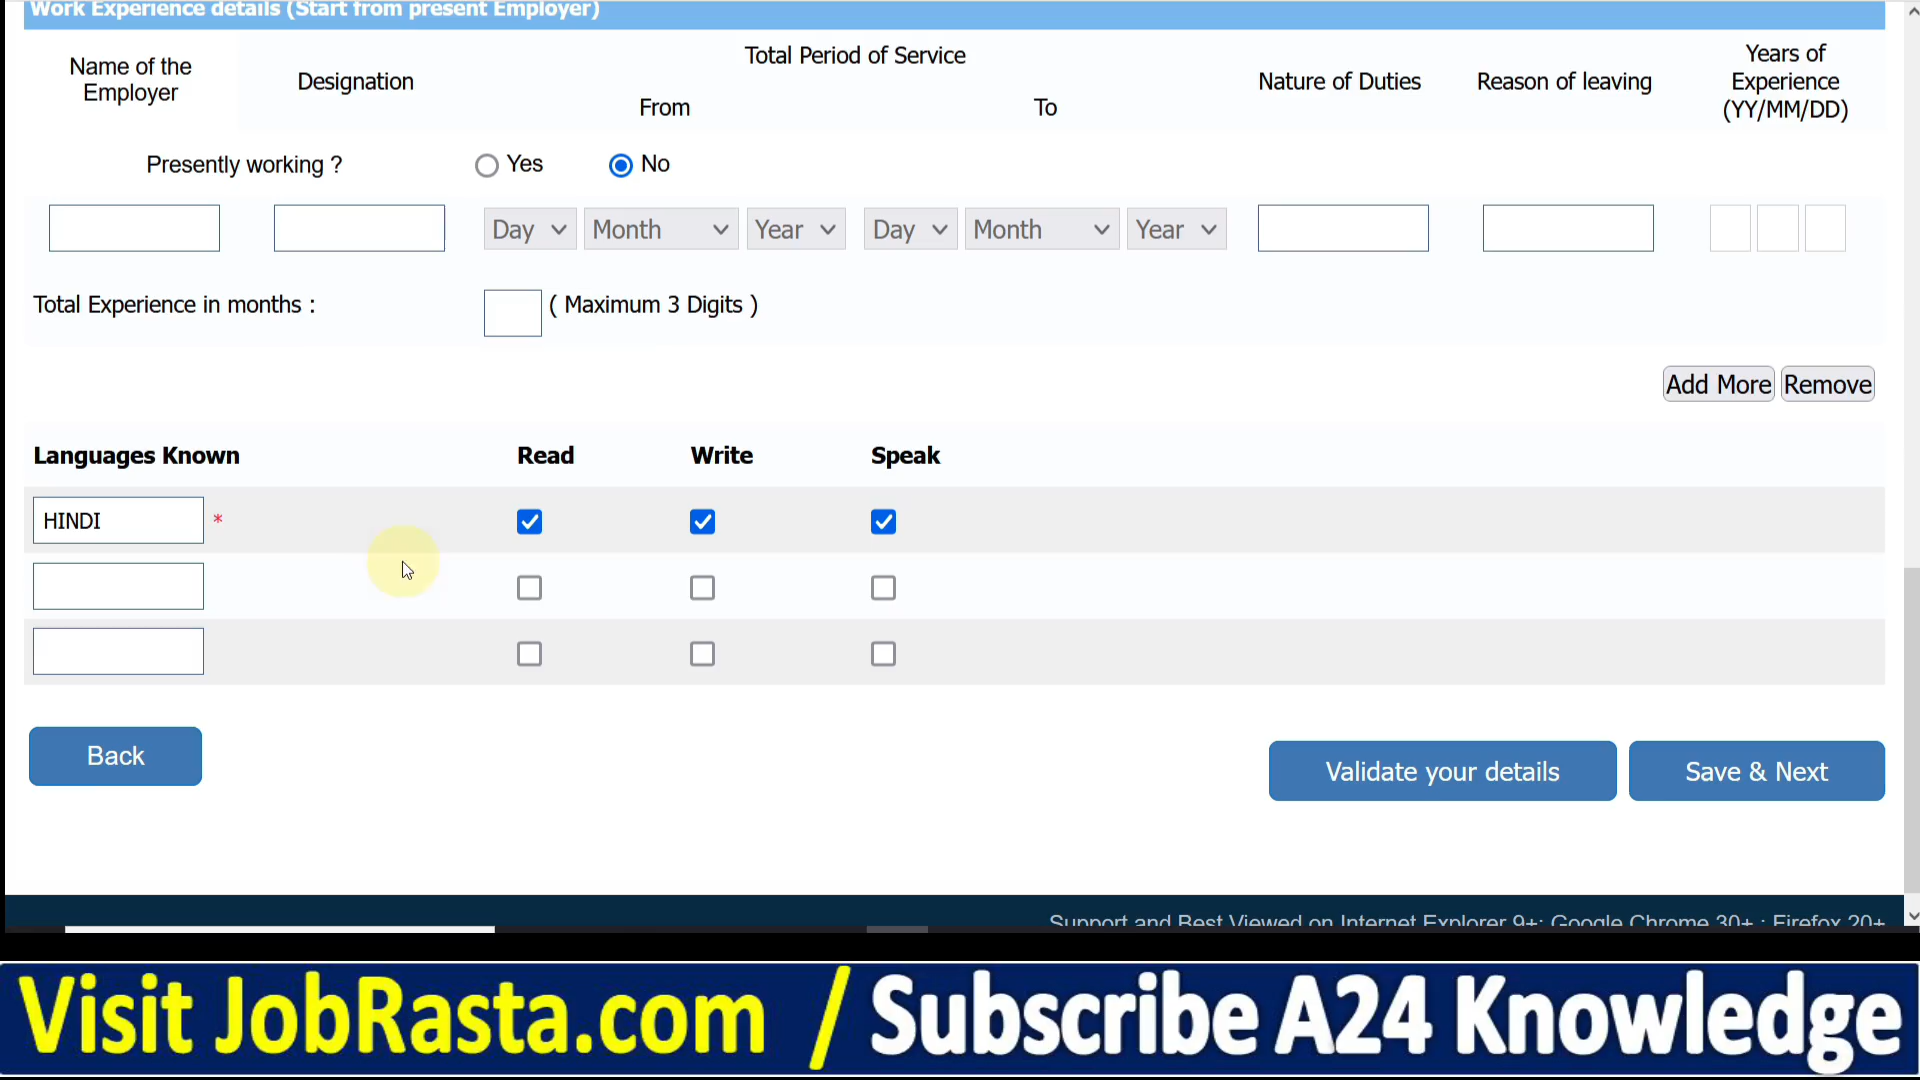 Work Experience details (Start from present Employer)
Name of the
Employer
Designation
Total Period of Service
From
To
Nature of Duties
Reason of leaving
Years of
Experience
(YY/MM/DD)
Presently working ?
Yes
No
Day
Month
Year
Day
Month
Year
Total Experience in months :
( Maximum 3 Digits )
Add More
Remove
Languages Known
Read
Write
Speak
HINDI *
Back
Validate your details
Save & Next
Support and Best Viewed on Internet Explorer 9+; Google Chrome 30+ ; Firefox 20+
Visit JobRasta.com / Subscribe A24 Knowledge